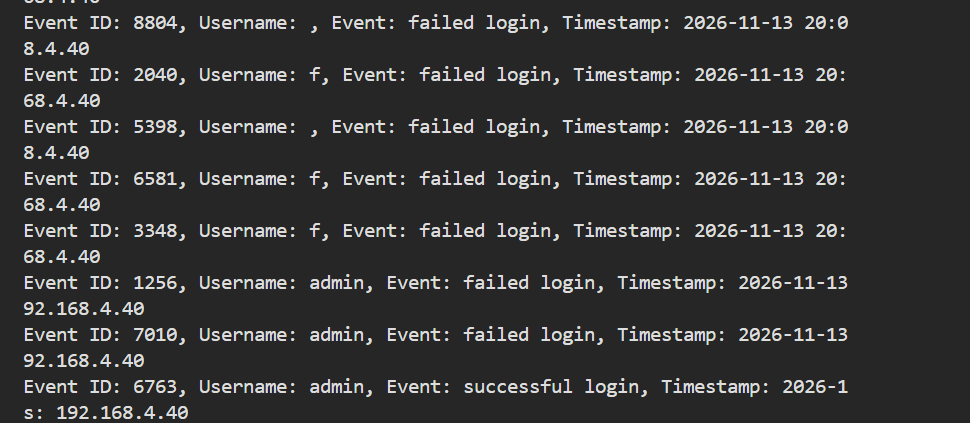 68.4.40
Event ID: 8804, Username: , Event: failed login, Timestamp: 2026-11-13 20:0
8.4.40
Event ID: 2040, Username: f, Event: failed login, Timestamp: 2026-11-13 20:
68.4.40
Event ID: 5398, Username: , Event: failed login, Timestamp: 2026-11-13 20:0
8.4.40
Event ID: 6581, Username: f, Event: failed login, Timestamp: 2026-11-13 20:
68.4.40
Event ID: 3348, Username: f, Event: failed login, Timestamp: 2026-11-13 20:
68.4.40
Event ID: 1256, Username: admin, Event: failed login, Timestamp: 2026-11-13
92.168.4.40
Event ID: 7010, Username: admin, Event: failed login, Timestamp: 2026-11-13
92.168.4.40
Event ID: 6763, Username: admin, Event: successful login, Timestamp: 2026-1
s: 192.168.4.40